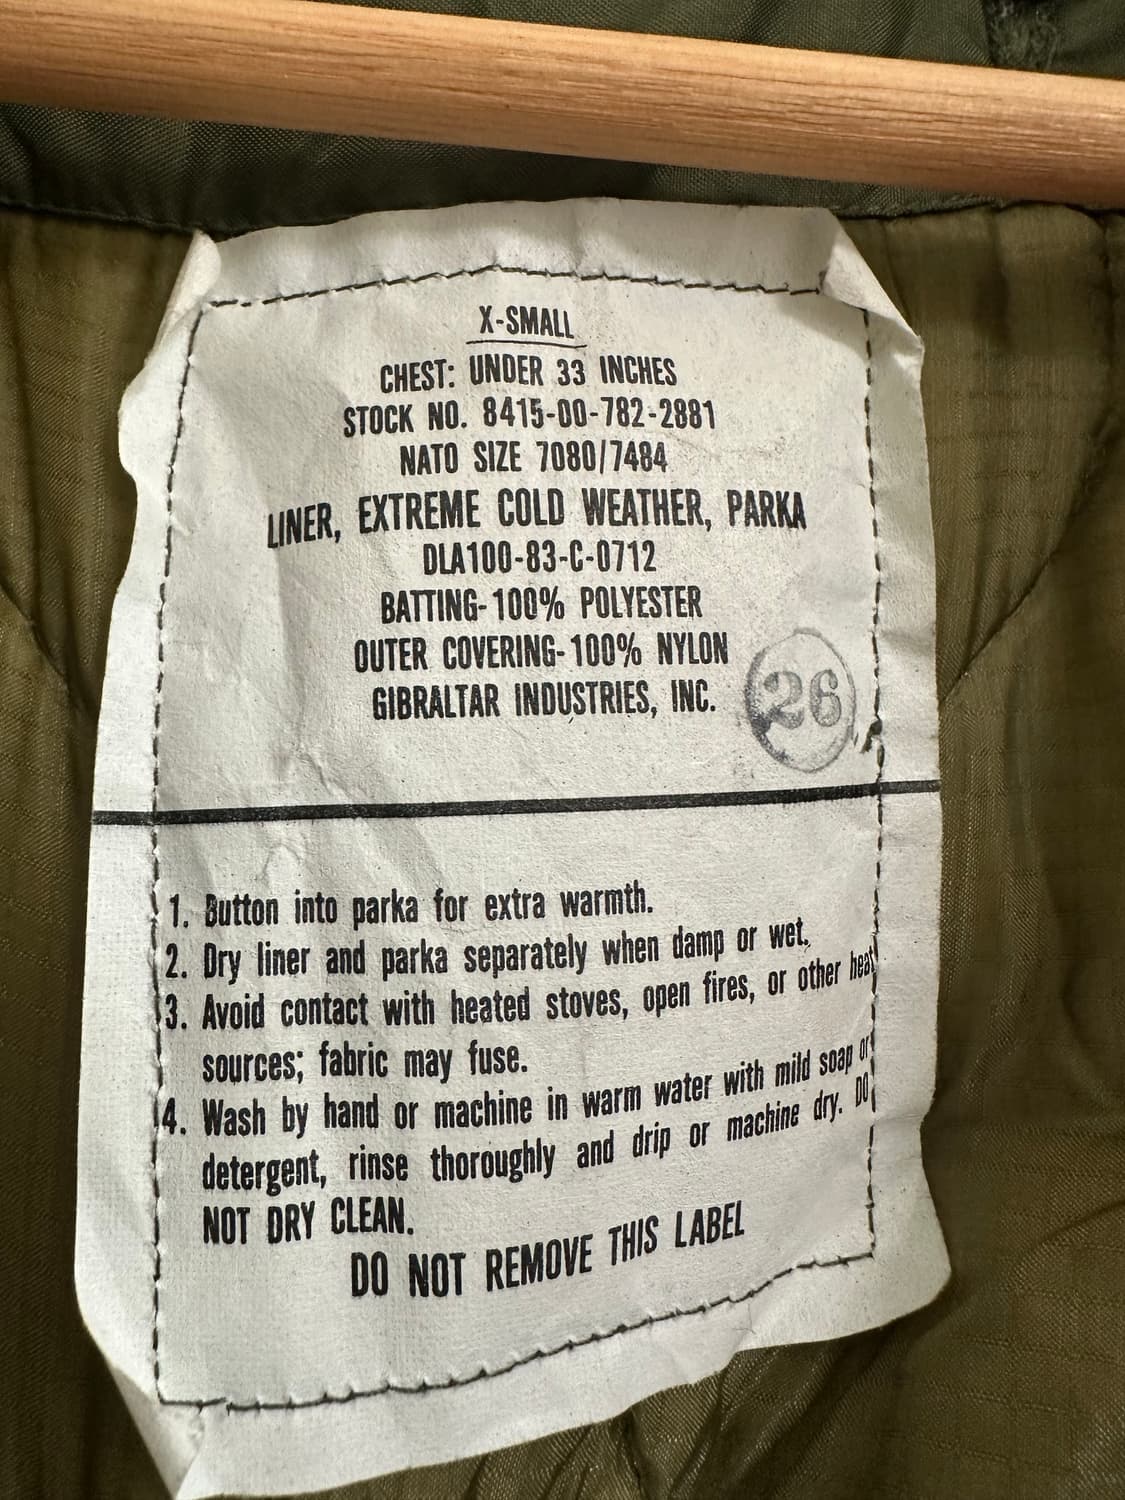 X-SMALL
CHEST: UNDER 33 INCHES
STOCK NO. 8415-00-782-2881
NATO SIZE 7080/7484
LINER, EXTREME COLD WEATHER, PARKA
DLA100-83-C-0712
BATTING-100% POLYESTER
OUTER COVERING-100% NYLON
GIBRALTAR INDUSTRIES, INC.
26
1. Button into parka for extra warmth.
2. Dry liner and parka separately when damp or wet.
3. Avoid contact with heated stoves, open fires, or other heat
sources; fabric may fuse.
4. Wash by hand or machine in warm water with mild soap or
detergent, rinse thoroughly and drip or machine dry. DO
NOT DRY CLEAN.
DO NOT REMOVE THIS LABEL